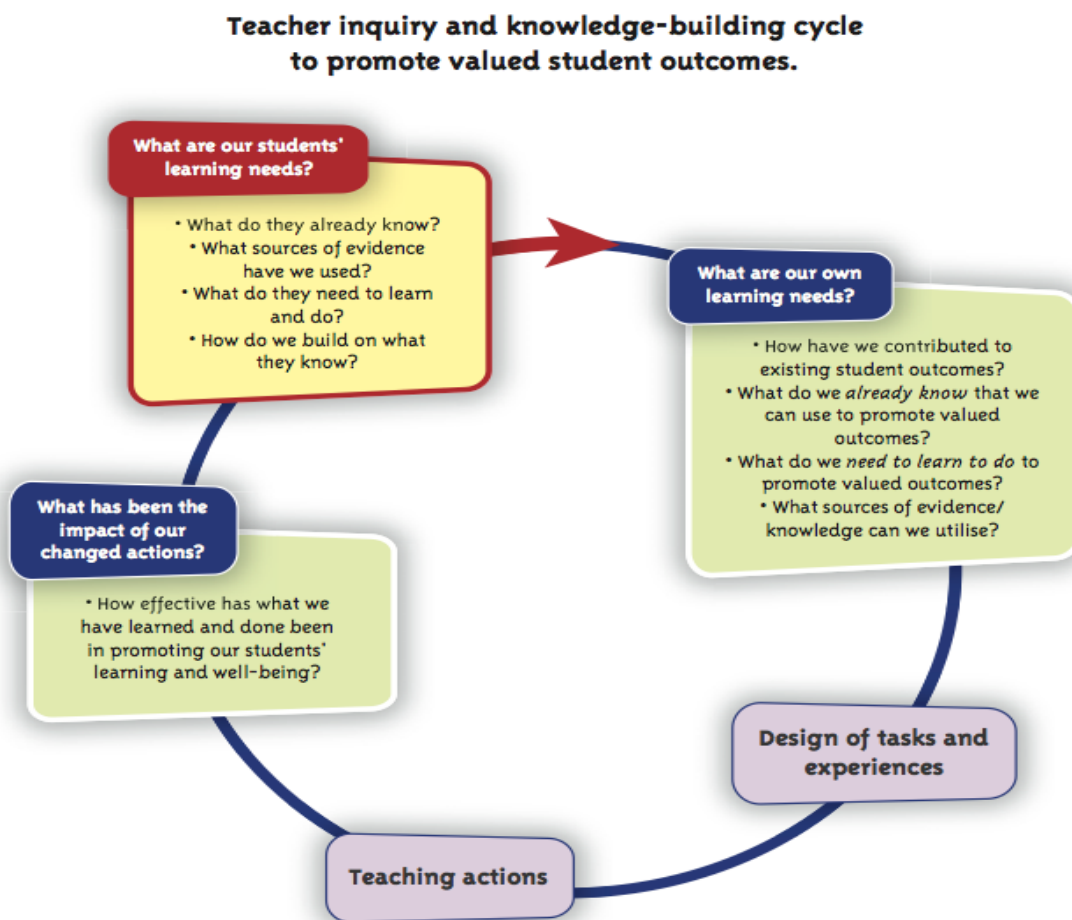 Teacher inquiry and knowledge-building cycle
to promote valued student outcomes.
What are our students'
learning needs?
• What do they already know?
• What sources of evidence
have we used?
• What do they need to learn
and do?
• How do we build on what
they know?
What are our own
learning needs?
• How have we contributed to
existing student outcomes?
• What do we already know that we
can use to promote valued
outcomes?
• What do we need to learn to do to
promote valued outcomes?
• What sources of evidence/
knowledge can we utilise?
Design of tasks and
experiences
Teaching actions
What has been the
impact of our
changed actions?
• How effective has what we
have learned and done been
in promoting our students'
learning and well-being?